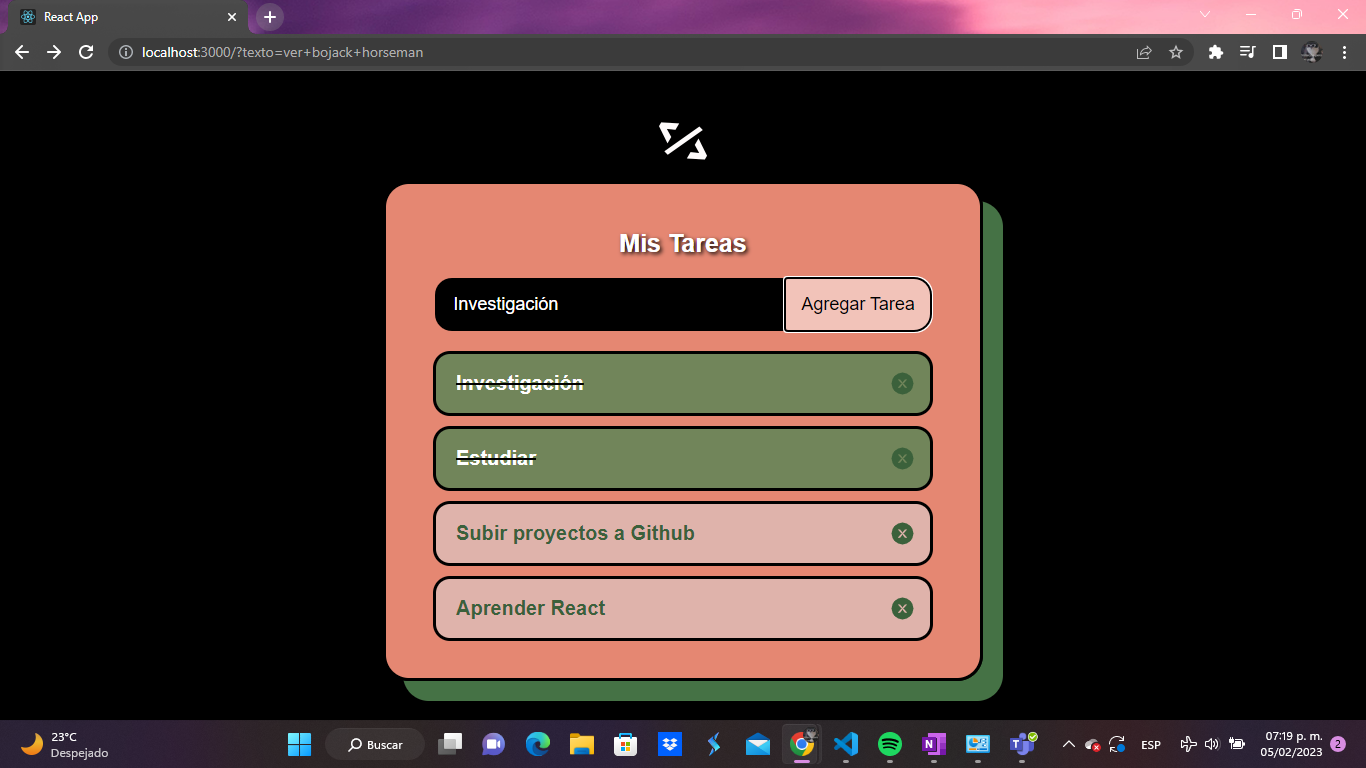 React App
localhost:3000/?texto=ver+bojack+horseman
Mis Tareas
Investigación
Agregar Tarea
Investigación
Estudiar
Subir proyectos a Github
Aprender React
23°C
Despejado
Buscar
ESP
07:19 p. m.
05/02/2023
2